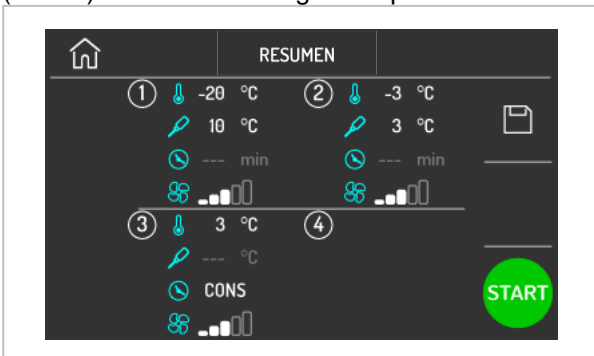 RESUMEN
1 -20 °C 2 -3 °C
10 °C 3 °C
--- min --- min
3 3 °C 4
--- °C
CONS
START